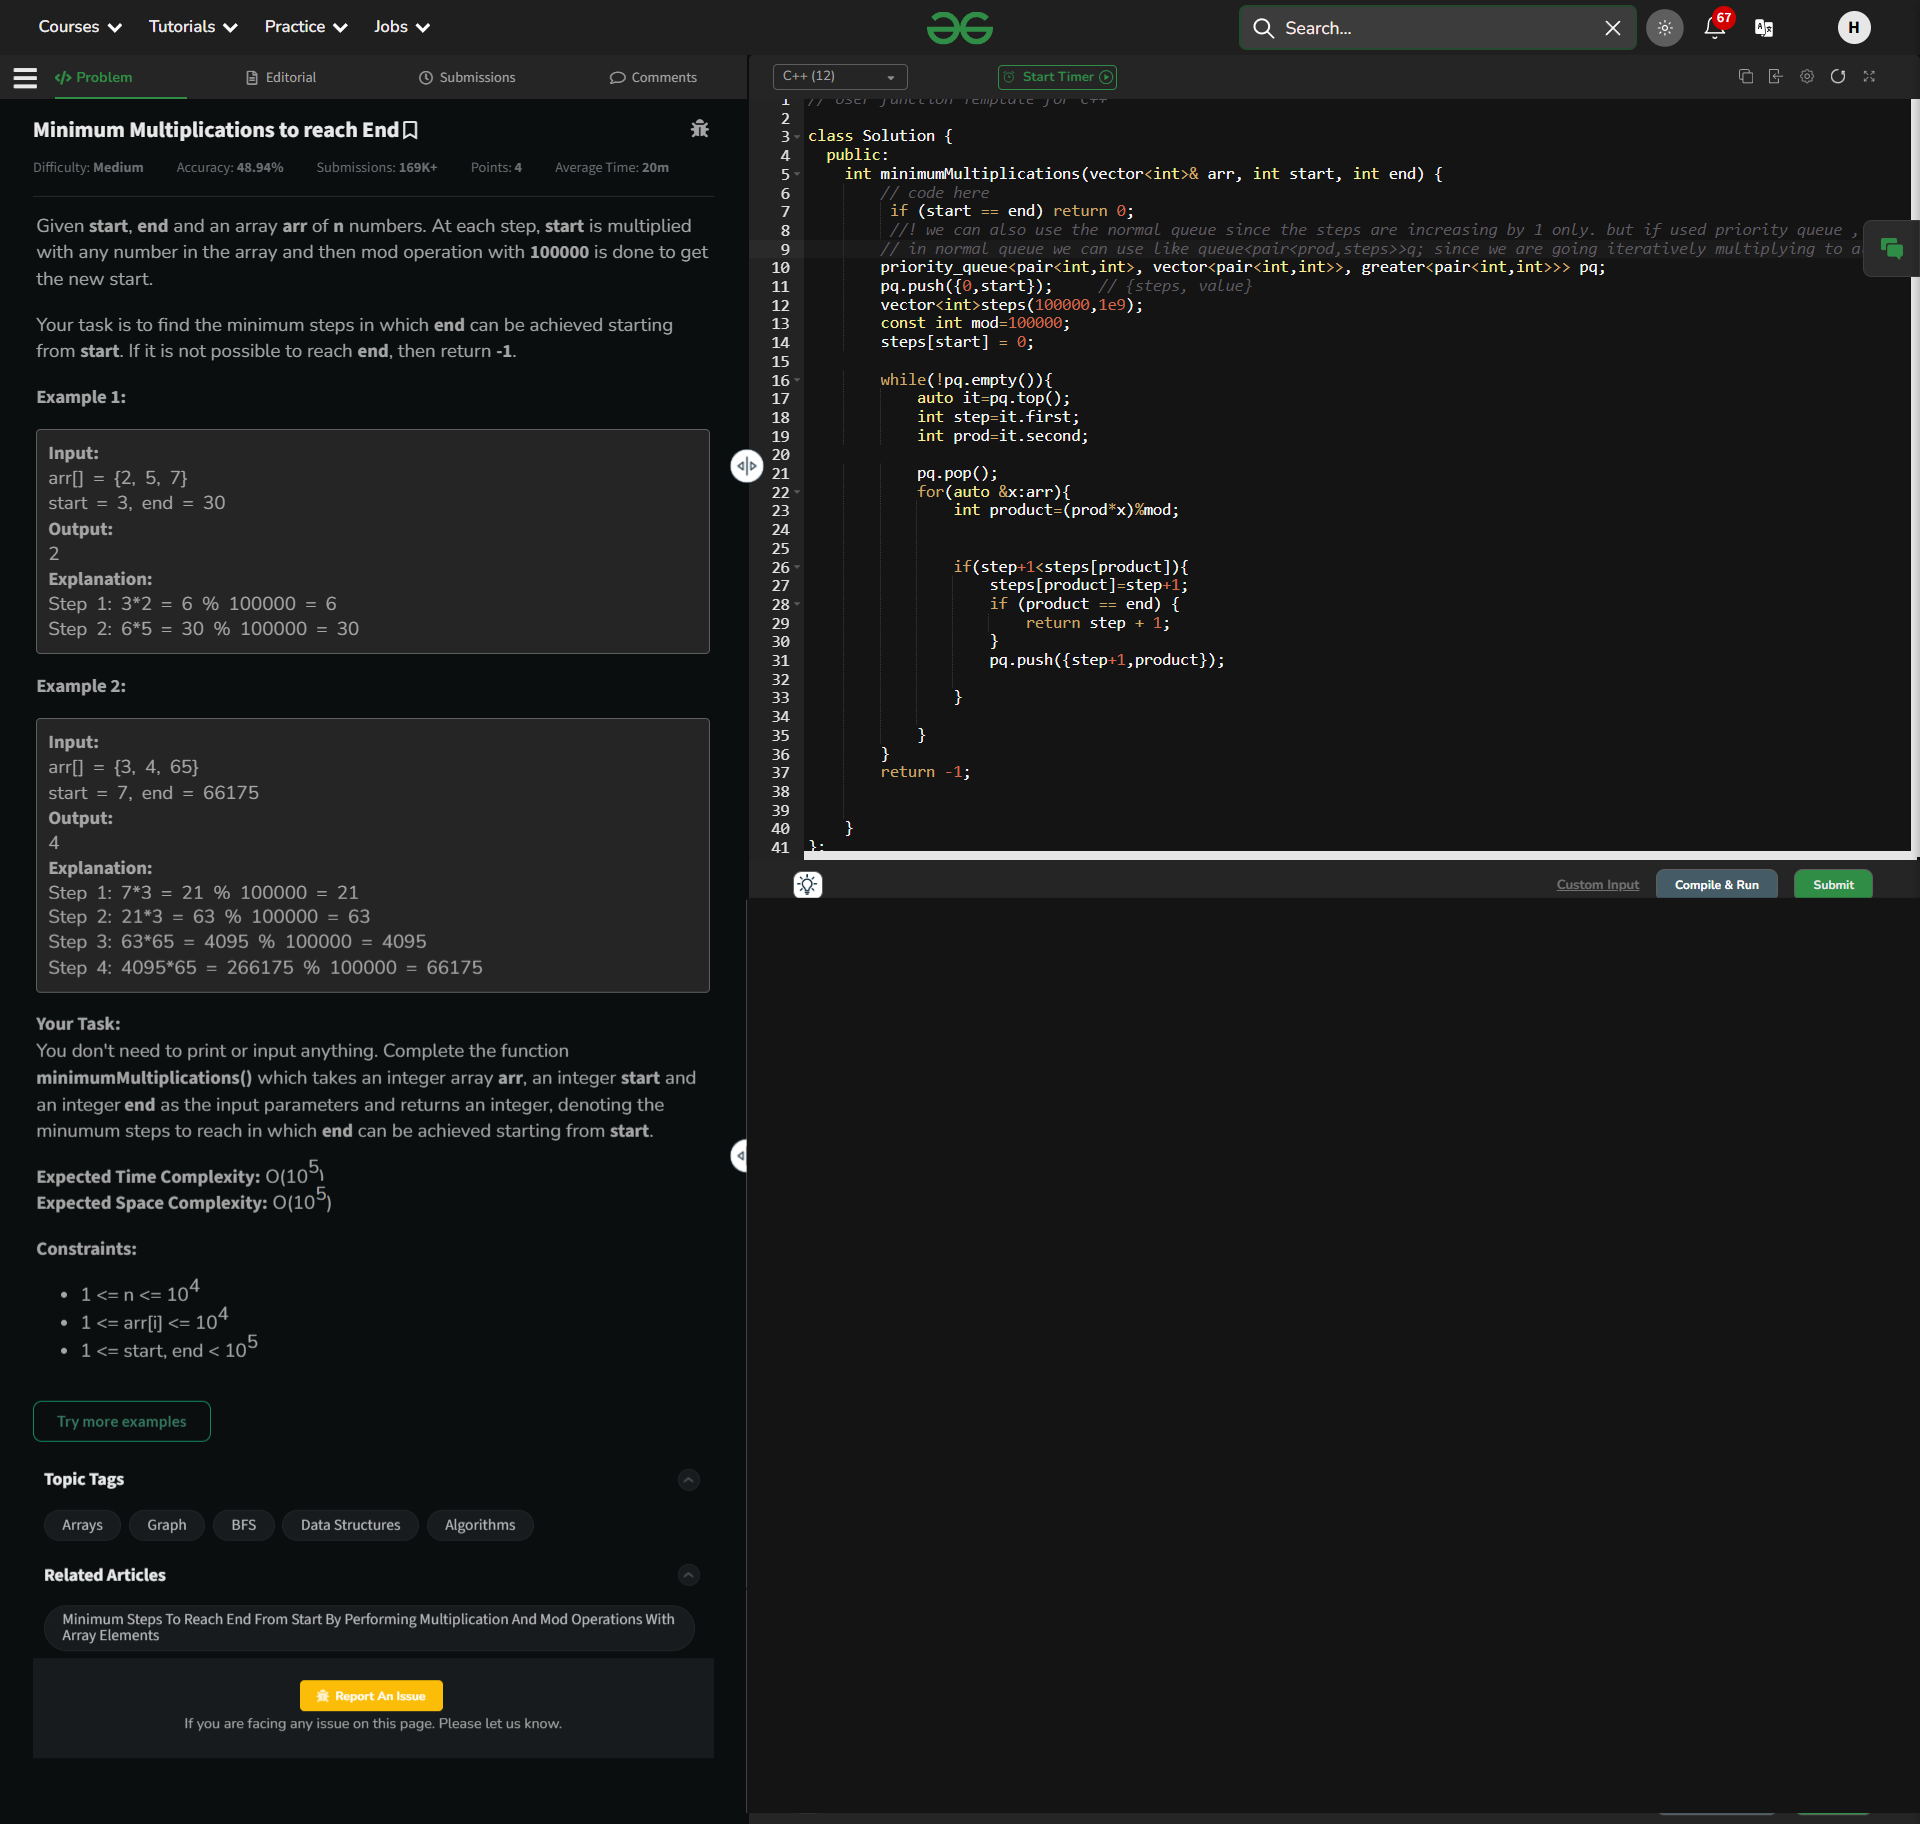 Courses Tutorials Practice Jobs Search... 67 H
Problem Editorial Submissions Comments
Minimum Multiplications to reach End
Difficulty: Medium Accuracy: 48.94% Submissions: 169K+ Points: 4 Average Time: 20m
Given start, end and an array arr of n numbers. At each step, start is multiplied
with any number in the array and then mod operation with 100000 is done to get
the new start.
Your task is to find the minimum steps in which end can be achieved starting
from start. If it is not possible to reach end, then return -1.
Example 1:
Input:
arr[] = {2, 5, 7}
start = 3, end = 30
Output:
2
Explanation:
Step 1: 3*2 = 6 % 100000 = 6
Step 2: 6*5 = 30 % 100000 = 30
Example 2:
Input:
arr[] = {3, 4, 65}
start = 7, end = 66175
Output:
4
Explanation:
Step 1: 7*3 = 21 % 100000 = 21
Step 2: 21*3 = 63 % 100000 = 63
Step 3: 63*65 = 4095 % 100000 = 4095
Step 4: 4095*65 = 266175 % 100000 = 66175
Your Task:
You don't need to print or input anything. Complete the function
minimumMultiplications() which takes an integer array arr, an integer start and
an integer end as the input parameters and returns an integer, denoting the
minumum steps to reach in which end can be achieved starting from start.
Expected Time Complexity: O(10^5)
Expected Space Complexity: O(10^5)
Constraints:
• 1 <= n <= 10^4
• 1 <= arr[i] <= 10^4
• 1 <= start, end < 10^5
Try more examples
Topic Tags
Arrays Graph BFS Data Structures Algorithms
Related Articles
Minimum Steps To Reach End From Start By Performing Multiplication And Mod Operations With
Array Elements
Report An Issue
If you are facing any issue on this page. Please let us know.
C++ (12) Start Timer
1 // User function Template for C++
2
3 class Solution {
4 public:
5 int minimumMultiplications(vector<int>& arr, int start, int end) {
6 // code here
7 if (start == end) return 0;
8 //! we can also use the normal queue since the steps are increasing by 1 only. but if used priority queue ,
9 // in normal queue we can use like queue<pair<prod,steps>>q; since we are going iteratively multiplying to a
10 priority_queue<pair<int,int>, vector<pair<int,int>>, greater<pair<int,int>>> pq;
11 pq.push({0,start}); // {steps, value}
12 vector<int>steps(100000,1e9);
13 const int mod=100000;
14 steps[start] = 0;
15
16 while(!pq.empty()){
17 auto it=pq.top();
18 int step=it.first;
19 int prod=it.second;
20
21 pq.pop();
22 for(auto &x:arr){
23 int product=(prod*x)%mod;
24
25
26 if(step+1<steps[product]){
27 steps[product]=step+1;
28 if (product == end) {
29 return step + 1;
30 }
31 pq.push({step+1,product});
32
33 }
34
35 }
36 }
37 return -1;
38
39
40 }
41 };
Custom Input Compile & Run Submit